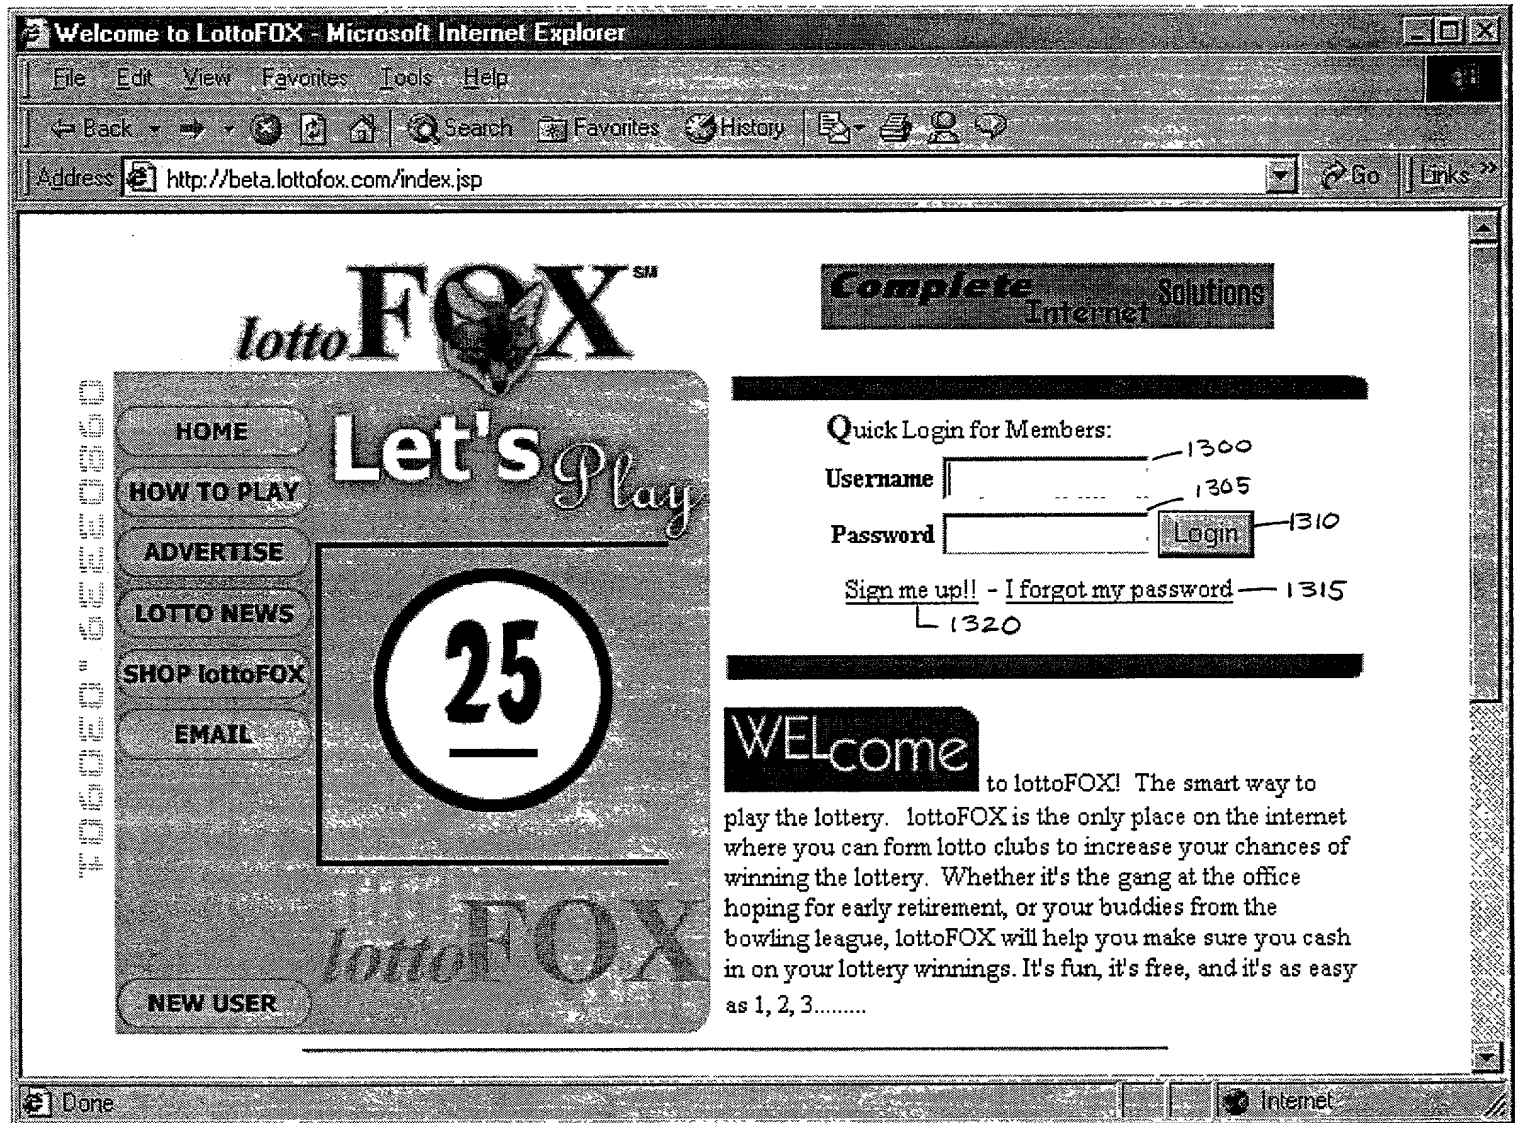 Welcome to LottoFOX - Microsoft Internet Explorer
File Edit View Favorites Tools Help
Back Search Favorites History
Address http://beta.lottofox.com/index.jsp Go Links »
lottoFOX SM
Complete Internet Solutions
HOME
HOW TO PLAY
ADVERTISE
LOTTO NEWS
SHOP lottoFOX
EMAIL
NEW USER
Let's Play
25
lottoFOX
Quick Login for Members:
1300
Username
1305
Password Login 1310
Sign me up!! - I forgot my password 1315
1320
WELcome to lottoFOX! The smart way to
play the lottery. lottoFOX is the only place on the internet
where you can form lotto clubs to increase your chances of
winning the lottery. Whether it's the gang at the office
hoping for early retirement, or your buddies from the
bowling league, lottoFOX will help you make sure you cash
in on your lottery winnings. It's fun, it's free, and it's as easy
as 1, 2, 3.........
Done Internet